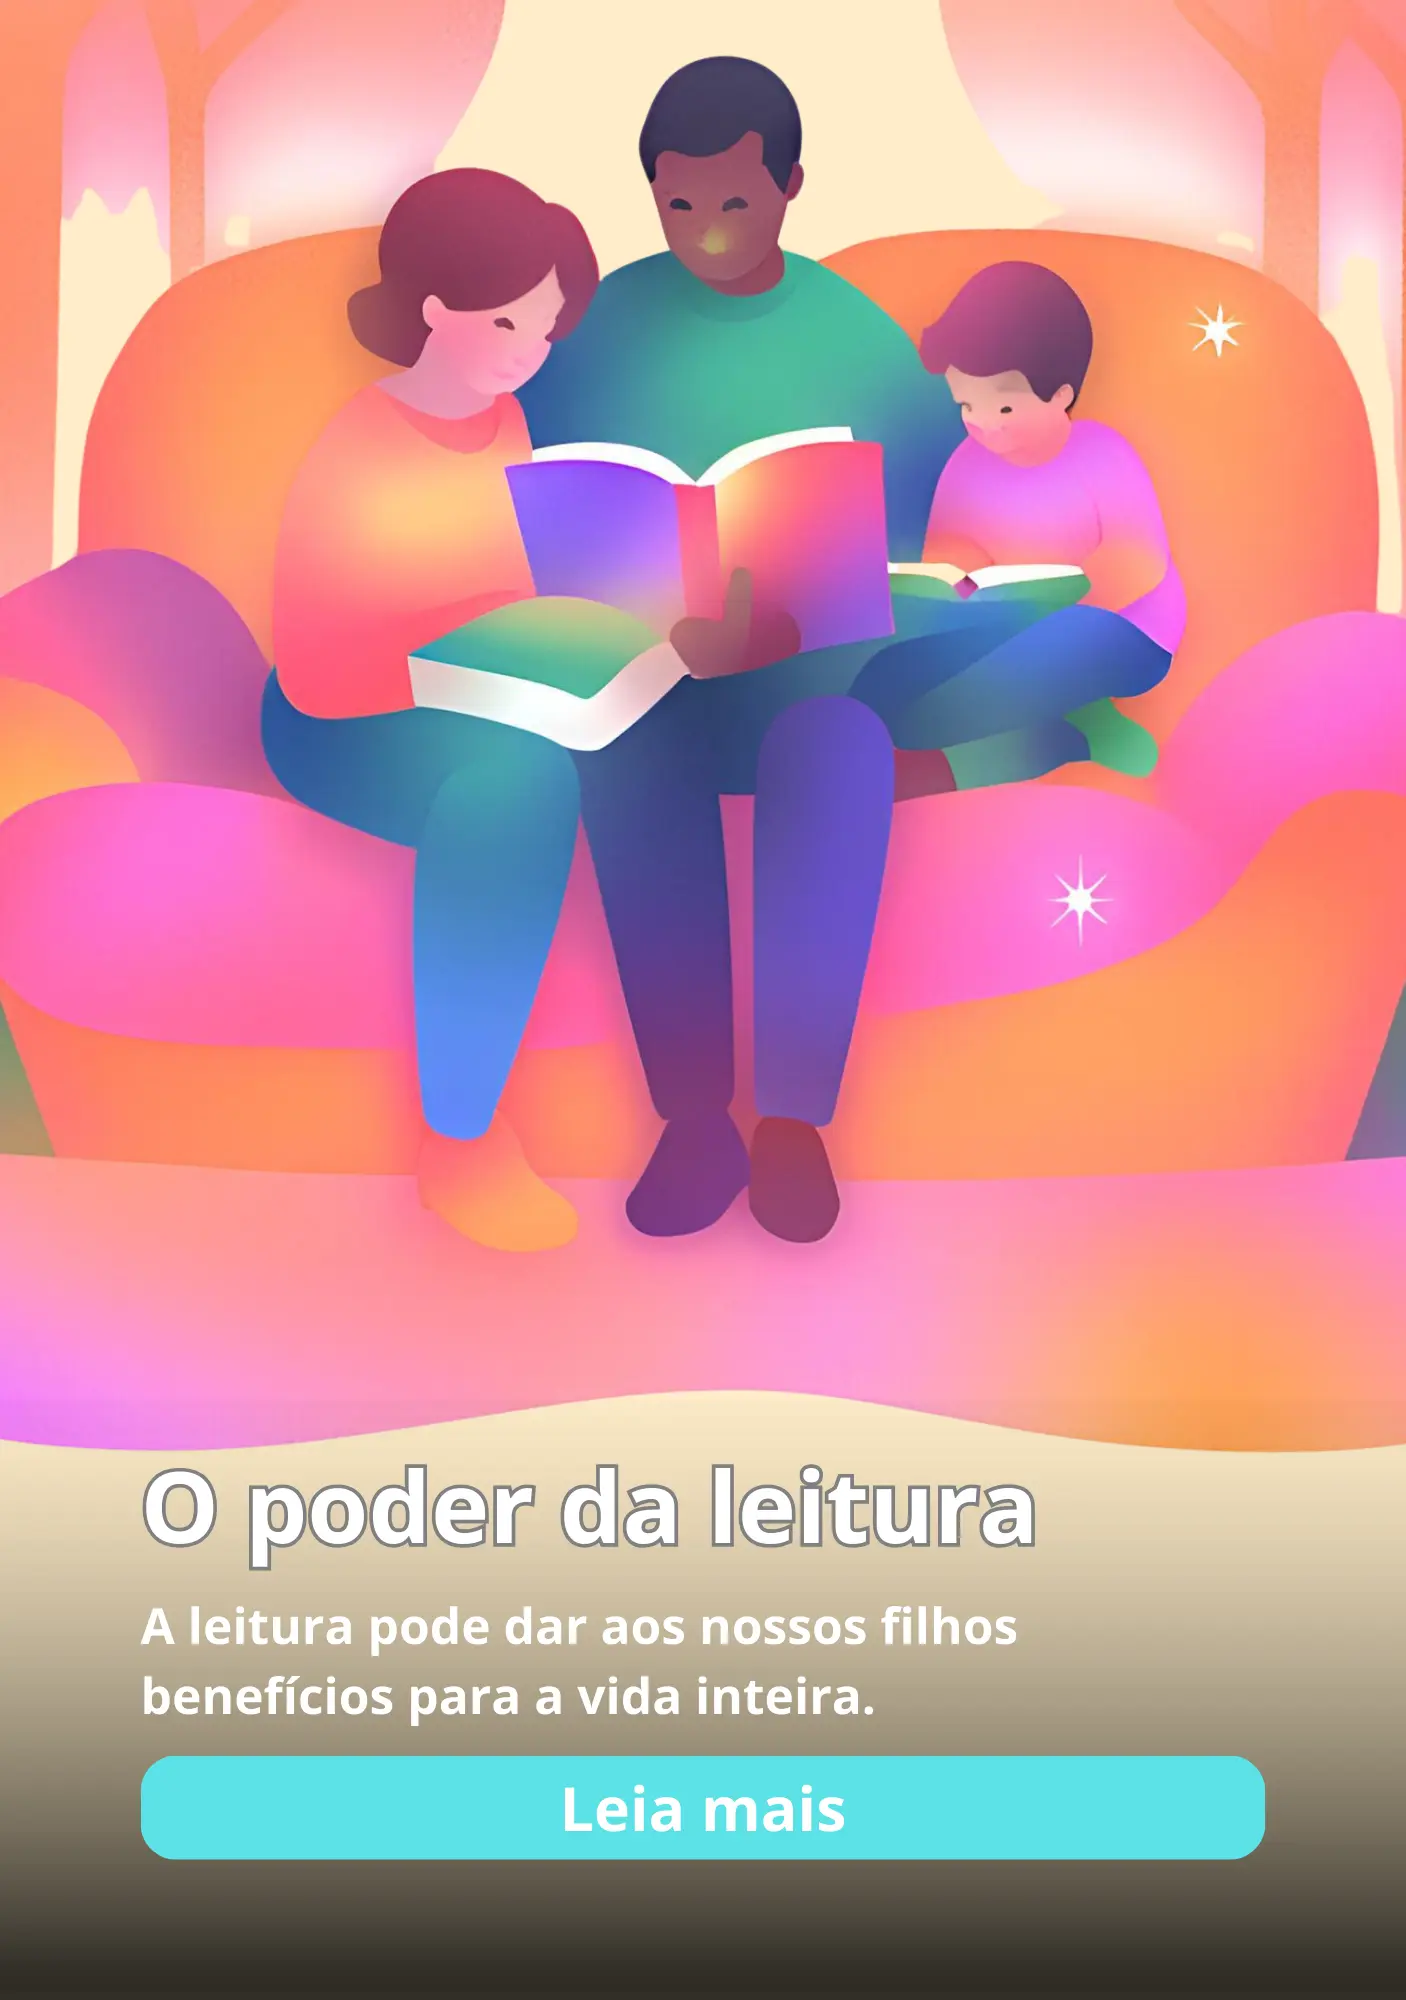 O poder da leitura
A leitura pode dar aos nossos filhos
benefícios para a vida inteira.
Leia mais